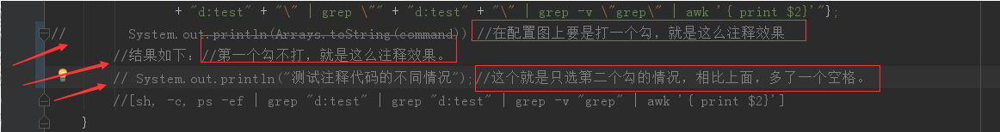 + "d:test" + "\" | grep \"" + "d:test" + "\" | grep -v \"grep\" | awk '{ print $2}'"};
// System.out.println(Arrays.toString(command)) //在配置图上要是打一个勾，就是这么注释效果
//结果如下：//第一个勾不打，就是这么注释效果。
// System.out.println("测试注释代码的不同情况");//这个就是只选第二个勾的情况，相比上面，多了一个空格。
//[sh, -c, ps -ef | grep "d:test" | grep "d:test" | grep -v "grep" | awk '{ print $2}']
}